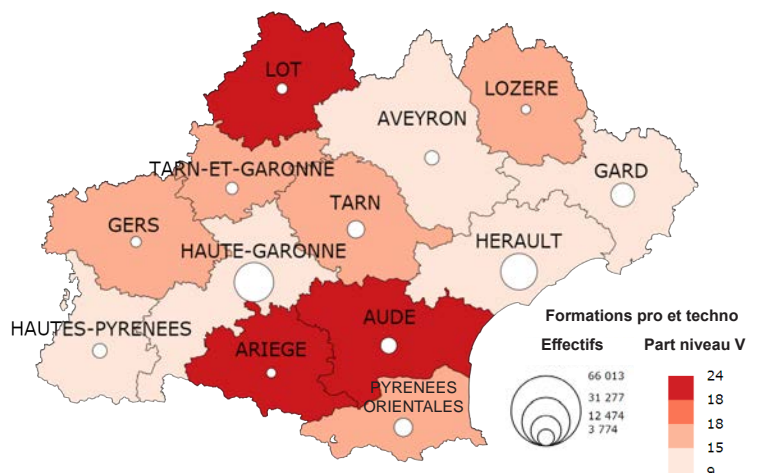 LOT
LOZERE
AVEYRON
TARN-ET-GARONNE
GARD
TARN
GERS
HERAULT
HAUTE-GARONNE
Formations pro et techno
AUDE
HAUTES-PYRENEES
Effectifs
Part niveau V
ARIEGE
66 013
24
PYRENEES
ORIENTALES
31 277
18
12 474
18
3 774
15
9